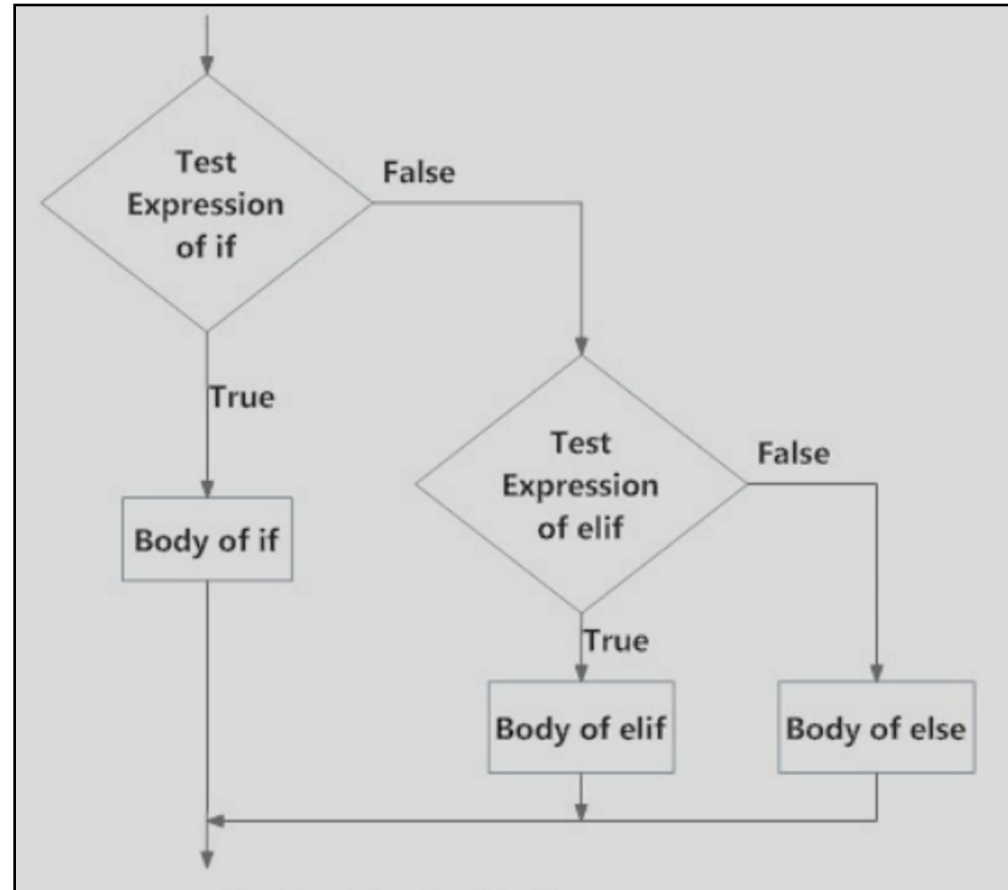 Test
Expression
of if
False
True
Body of if
Test
Expression
of elif
False
True
Body of elif
Body of else